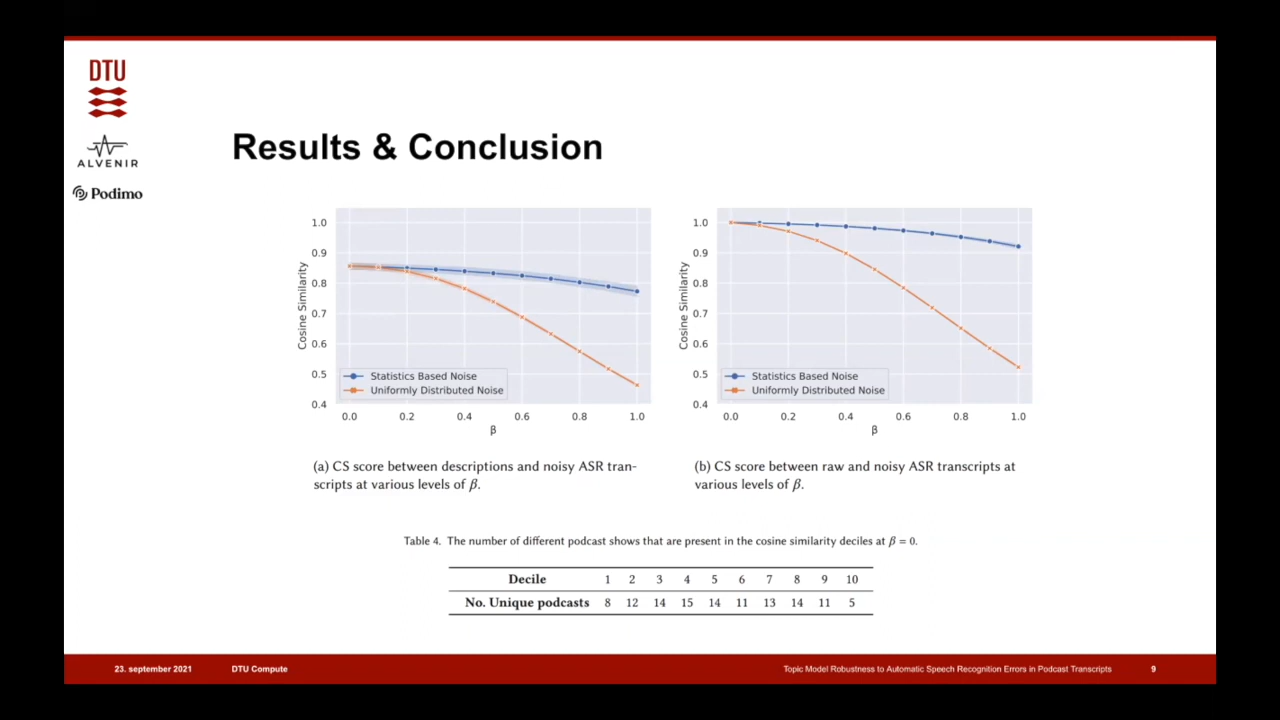 DTU
ALVENIR
Podimo
Results & Conclusion
1.0
0.9
0.8
0.7
0.6
0.5
0.4
Cosine Similarity
Statistics Based Noise
Uniformly Distributed Noise
0.0 0.2 0.4 0.6 0.8 1.0
β
(a) CS score between descriptions and noisy ASR tran-
scripts at various levels of β.
1.0
0.9
0.8
0.7
0.6
0.5
0.4
Cosine Similarity
Statistics Based Noise
Uniformly Distributed Noise
0.0 0.2 0.4 0.6 0.8 1.0
β
(b) CS score between raw and noisy ASR transcripts at
various levels of β.
Table 4. The number of different podcast shows that are present in the cosine similarity deciles at β = 0.
Decile 1 2 3 4 5 6 7 8 9 10
No. Unique podcasts 8 12 14 15 14 11 13 14 11 5
23. september 2021 DTU Compute Topic Model Robustness to Automatic Speech Recognition Errors in Podcast Transcripts 9